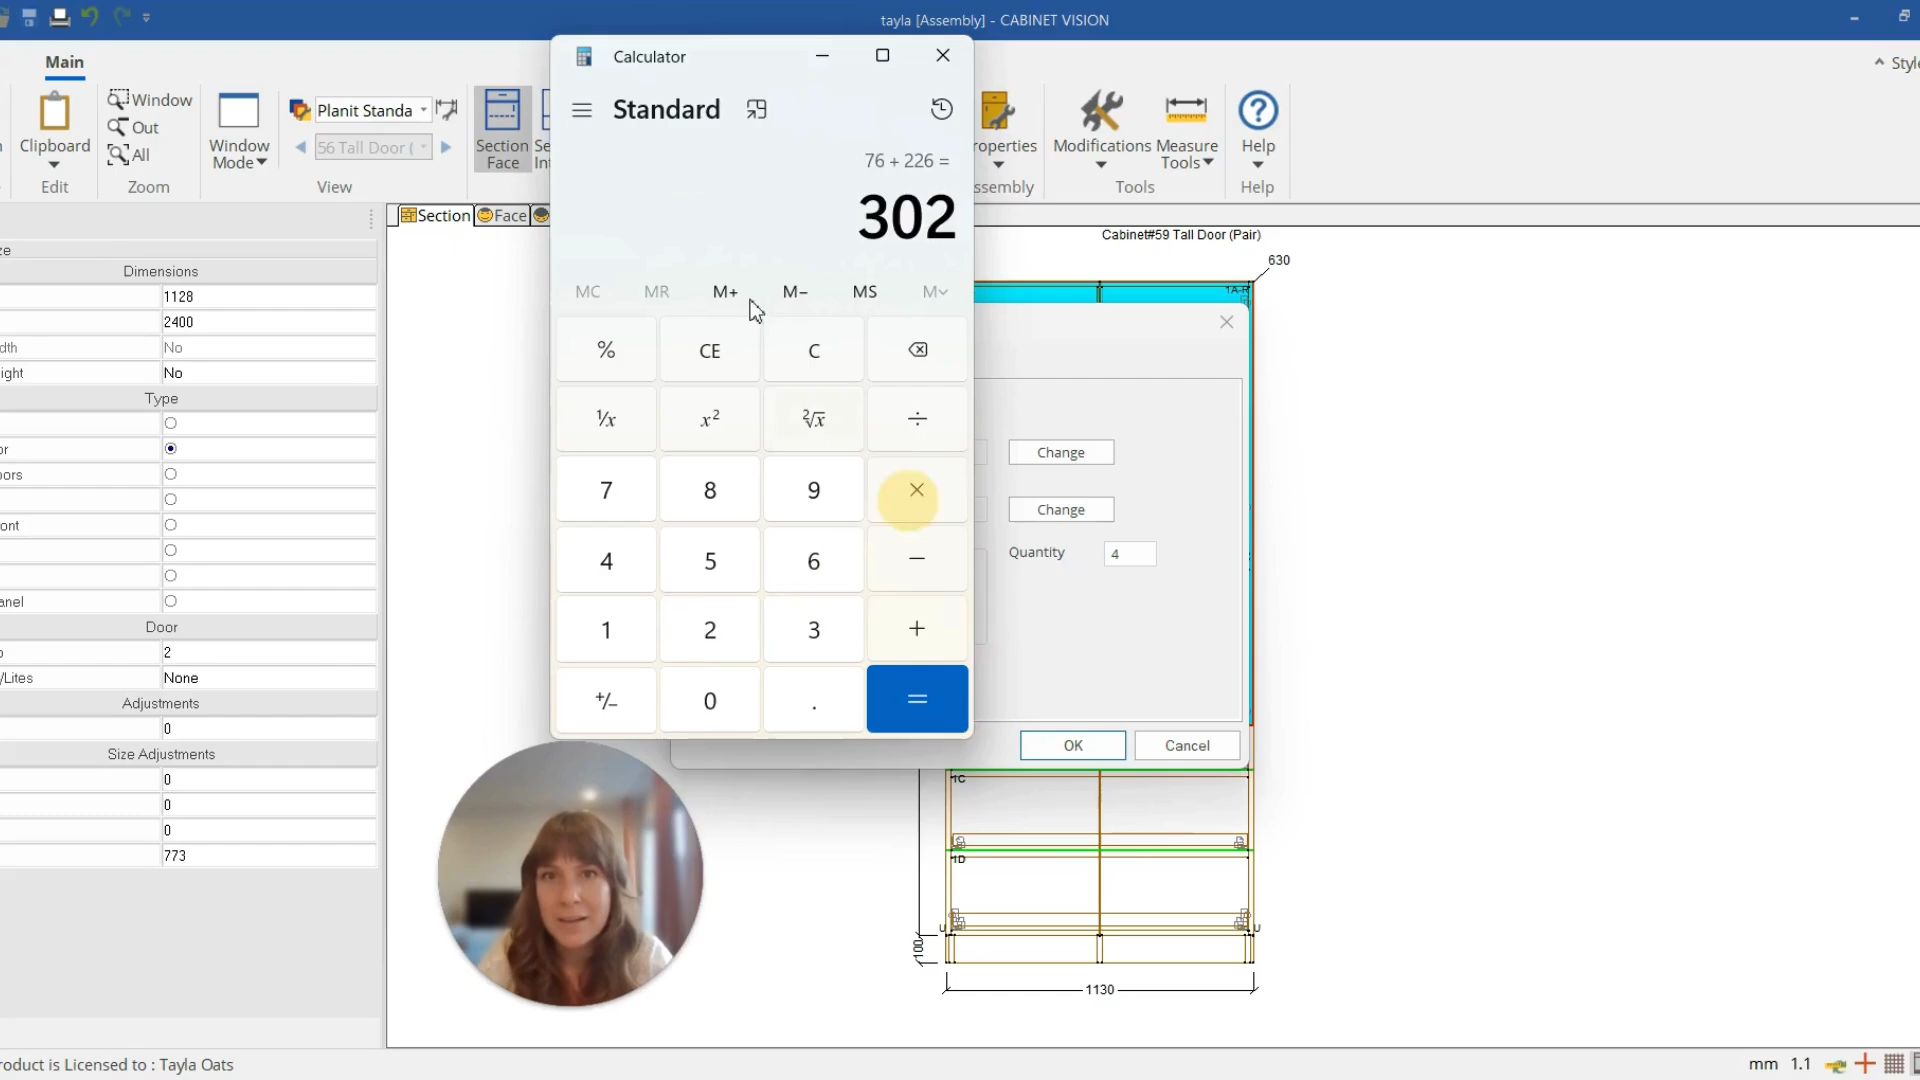 tayla [Assembly] - CABINET VISION
Main
Style
Clipboard
Edit
Window
Out
All
Zoom
Window
Mode
Planit Standa
56 Tall Door (
View
Section
Face
Calculator
Standard
76 + 226 =
302
MC MR M+ M− MS M
% CE C
¹/x x² ²√x ÷
7 8 9 ×
4 5 6 −
1 2 3 +
+/− 0 . =
roperties
ssembly
Modifications
Measure
Tools
Tools
Help
Help
Section
Face
ze
Dimensions
1128
2400
dth No
ight No
Type
or
oors
ont
anel
Door
o 2
/Lites None
Adjustments
0
Size Adjustments
0
0
0
773
Cabinet#59 Tall Door (Pair)
630
1A-R
Change
Change
Quantity 4
OK Cancel
1C
1D
U U
100
1130
roduct is Licensed to : Tayla Oats
mm 1.1